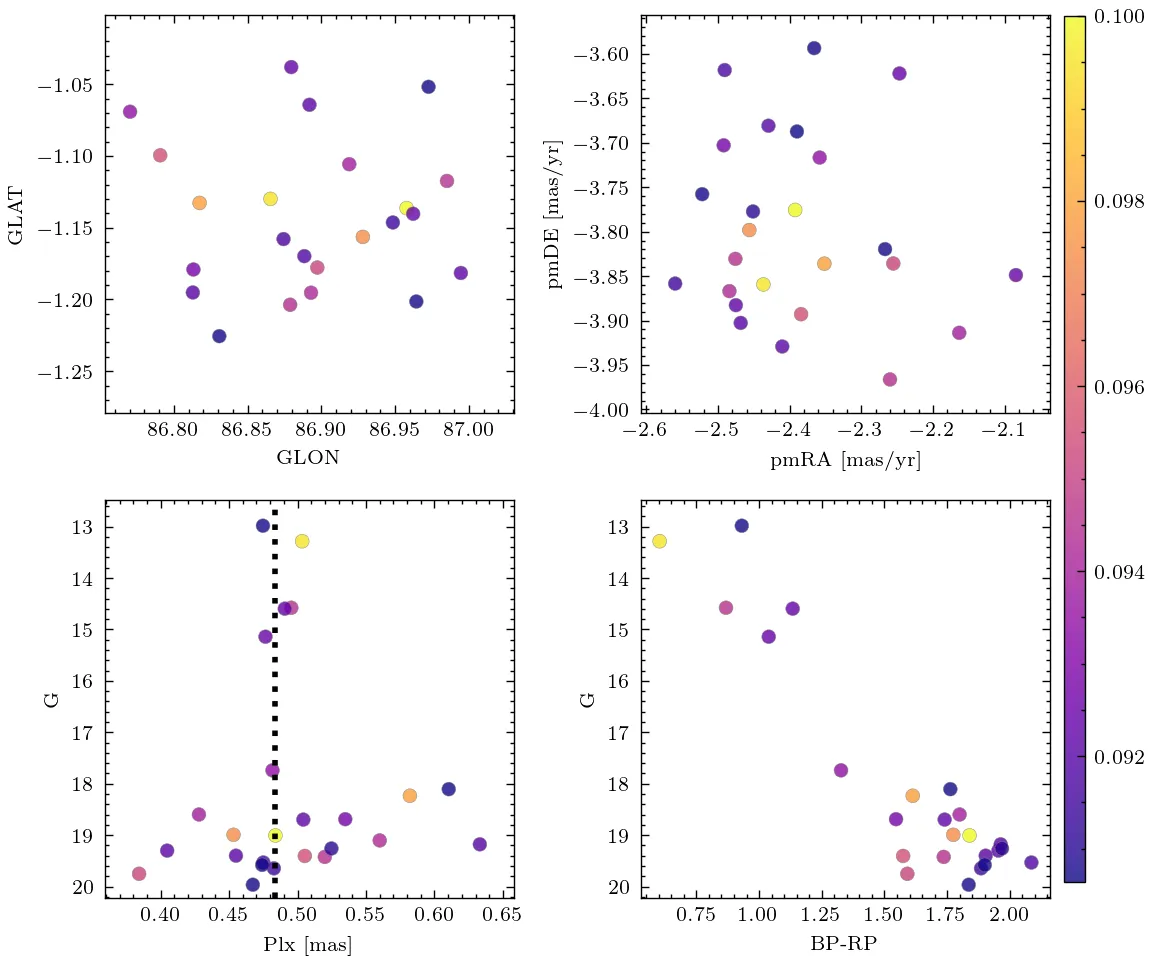 −1.05
−1.10
−1.15
−1.20
−1.25
GLAT
86.80 86.85 86.90 86.95 87.00
GLON
−3.60
−3.65
−3.70
−3.75
−3.80
−3.85
−3.90
−3.95
−4.00
pmDE [mas/yr]
−2.6 −2.5 −2.4 −2.3 −2.2 −2.1
pmRA [mas/yr]
0.100
0.098
0.096
0.094
0.092
13
14
15
16
17
18
19
20
G
0.40 0.45 0.50 0.55 0.60 0.65
Plx [mas]
13
14
15
16
17
18
19
20
G
0.75 1.00 1.25 1.50 1.75 2.00
BP-RP